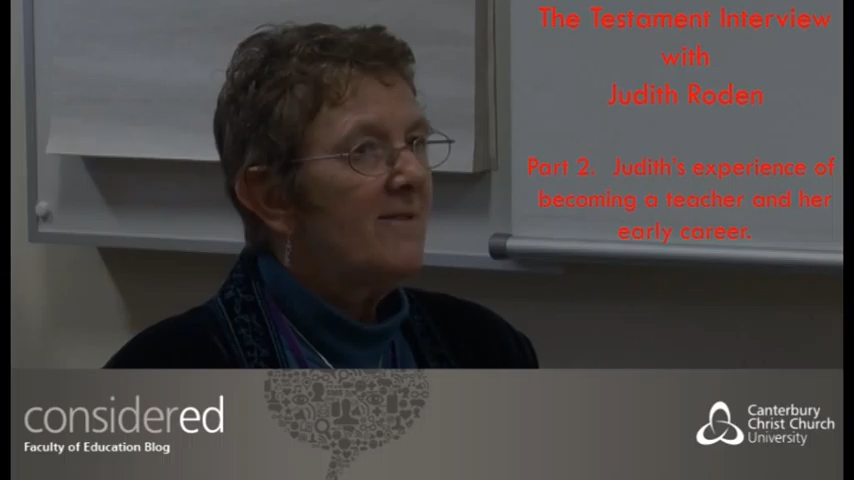 The Testament Interview
with
Judith Roden
Part 2. Judith's experience of
becoming a teacher and her
early career.
considered
Faculty of Education Blog
Canterbury
Christ Church
University